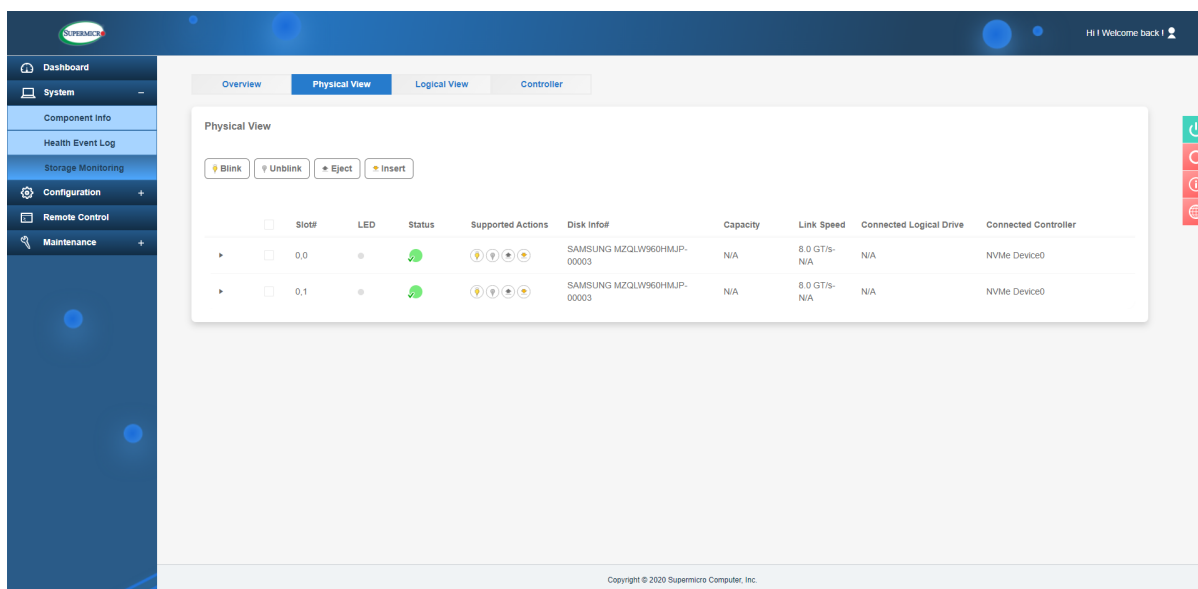 SUPERMICR
Hi ! Welcome back !
Dashboard
System −
Component Info
Health Event Log
Storage Monitoring
Configuration +
Remote Control
Maintenance +
Overview Physical View Logical View Controller
Physical View
Blink Unblink Eject Insert
Slot# LED Status Supported Actions Disk Info# Capacity Link Speed Connected Logical Drive Connected Controller
0,0 SAMSUNG MZQLW960HMJP- N/A 8.0 GT/s- N/A NVMe Device0
00003 N/A
0,1 SAMSUNG MZQLW960HMJP- N/A 8.0 GT/s- N/A NVMe Device0
00003 N/A
Copyright © 2020 Supermicro Computer, Inc.